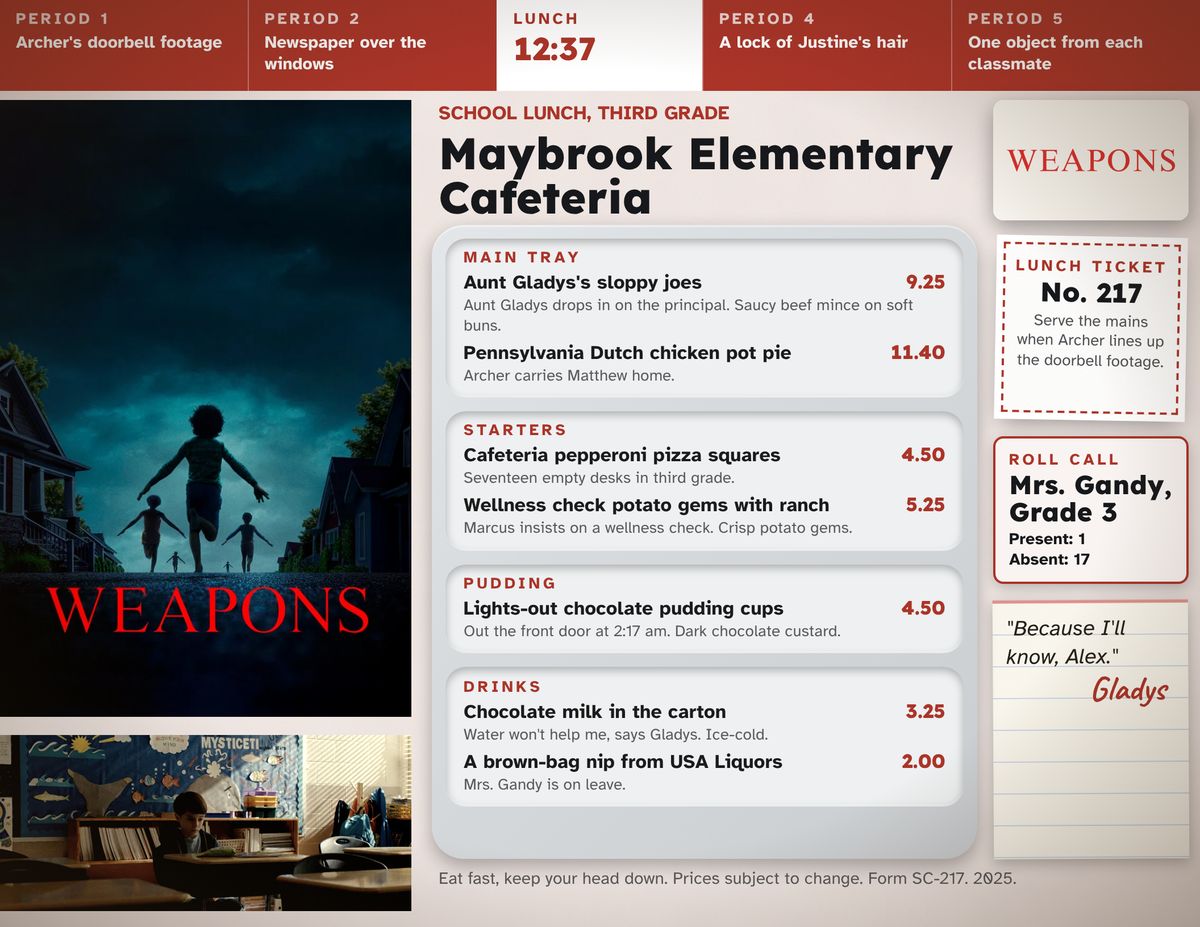 PERIOD 1
Archer's doorbell footage
PERIOD 2
Newspaper over the
windows
LUNCH
12:37
PERIOD 4
A lock of Justine's hair
PERIOD 5
One object from each
classmate
WEAPONS
MYSTICETI
SCHOOL LUNCH, THIRD GRADE
Maybrook Elementary
Cafeteria
MAIN TRAY
Aunt Gladys's sloppy joes 9.25
Aunt Gladys drops in on the principal. Saucy beef mince on soft
buns.
Pennsylvania Dutch chicken pot pie 11.40
Archer carries Matthew home.
STARTERS
Cafeteria pepperoni pizza squares 4.50
Seventeen empty desks in third grade.
Wellness check potato gems with ranch 5.25
Marcus insists on a wellness check. Crisp potato gems.
PUDDING
Lights-out chocolate pudding cups 4.50
Out the front door at 2:17 am. Dark chocolate custard.
DRINKS
Chocolate milk in the carton 3.25
Water won't help me, says Gladys. Ice-cold.
A brown-bag nip from USA Liquors 2.00
Mrs. Gandy is on leave.
Eat fast, keep your head down. Prices subject to change. Form SC-217. 2025.
WEAPONS
LUNCH TICKET
No. 217
Serve the mains
when Archer lines up
the doorbell footage.
ROLL CALL
Mrs. Gandy,
Grade 3
Present: 1
Absent: 17
"Because I'll
know, Alex."
Gladys